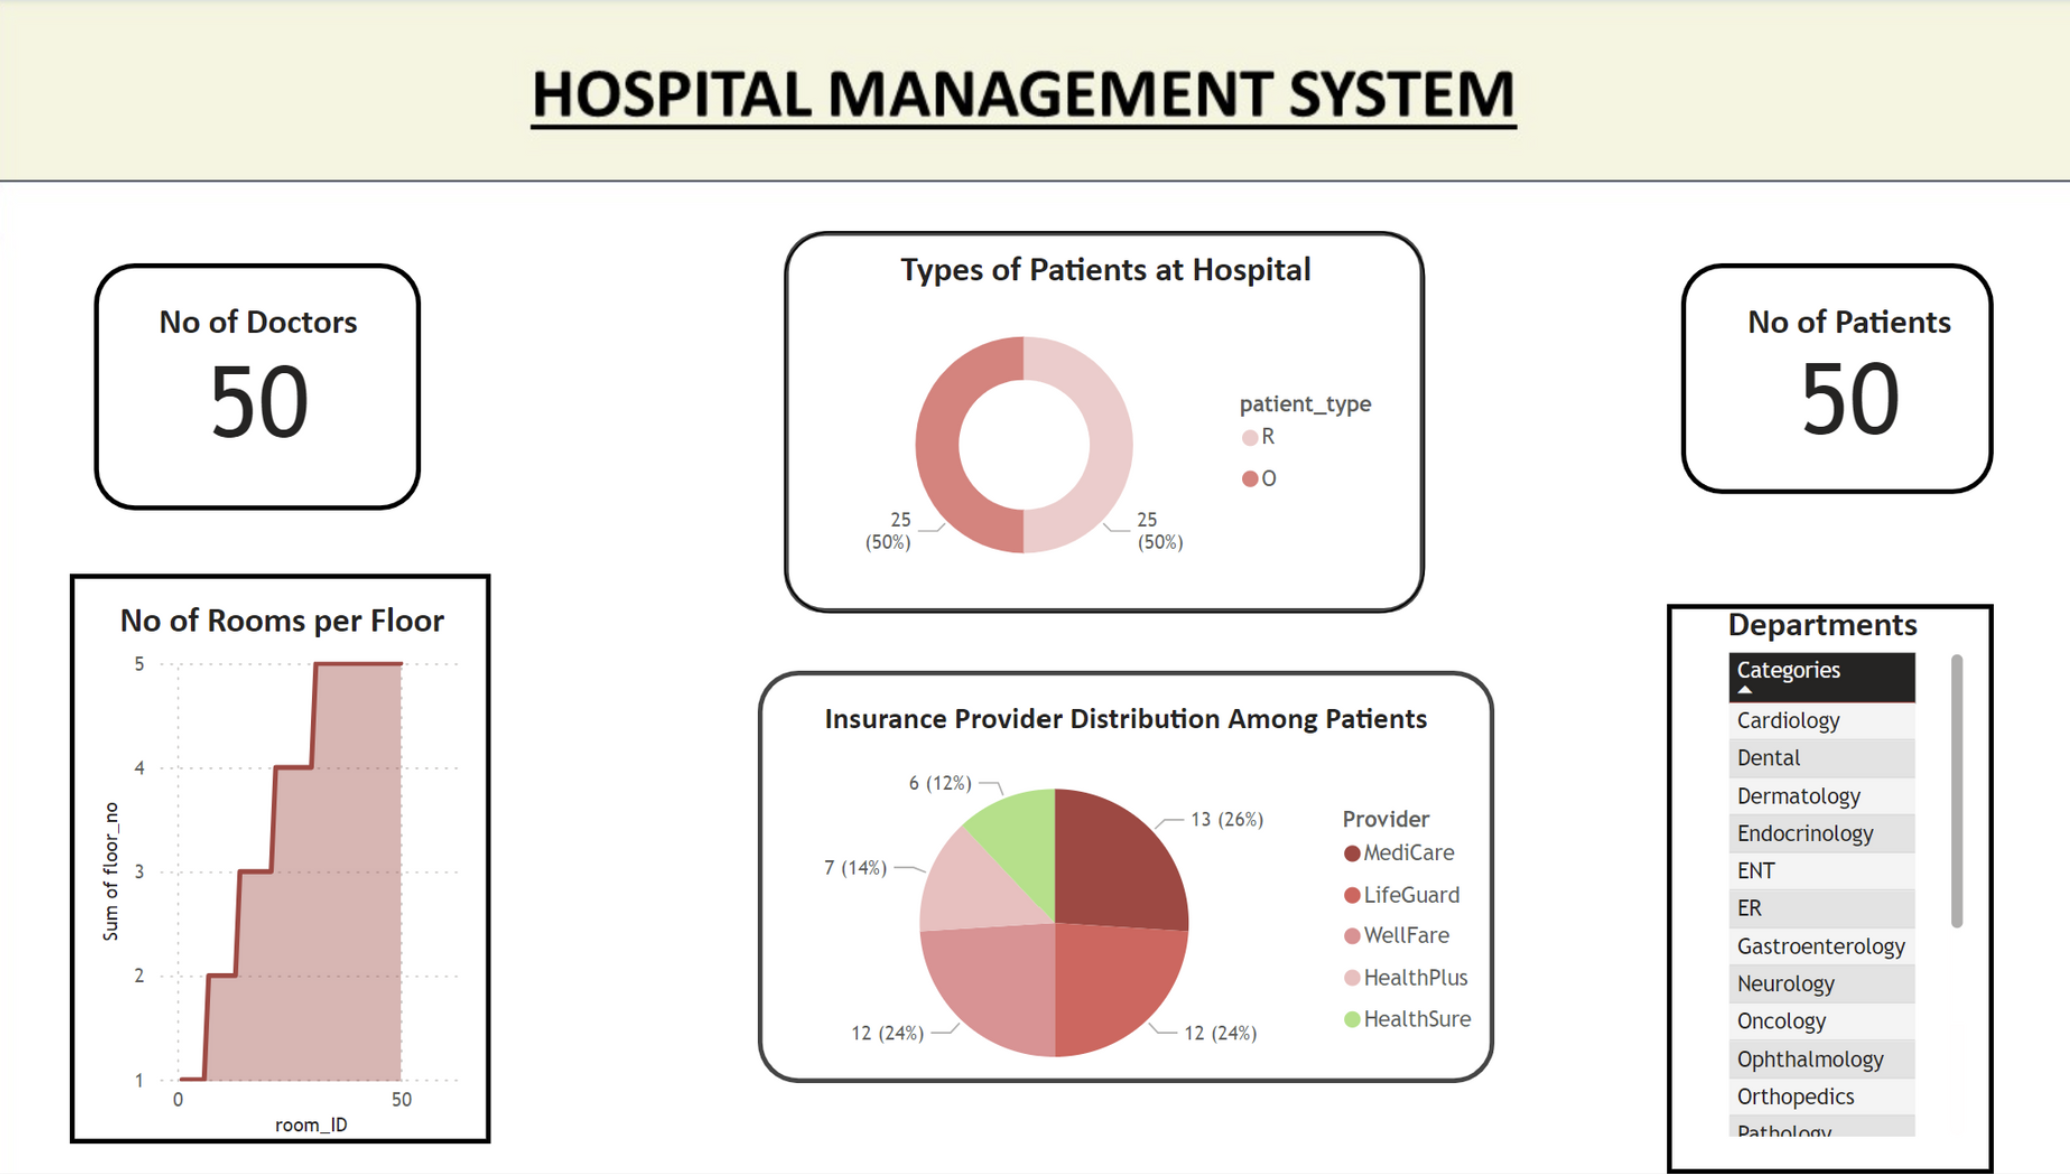 HOSPITAL MANAGEMENT SYSTEM
No of Doctors
50
Types of Patients at Hospital
25
(50%)
25
(50%)
patient_type
R
O
No of Patients
50
No of Rooms per Floor
Sum of floor_no
5
4
3
2
1
0
50
room_ID
Insurance Provider Distribution Among Patients
6 (12%)
13 (26%)
7 (14%)
12 (24%)
12 (24%)
Provider
MediCare
LifeGuard
WellFare
HealthPlus
HealthSure
Departments
Categories
Cardiology
Dental
Dermatology
Endocrinology
ENT
ER
Gastroenterology
Neurology
Oncology
Ophthalmology
Orthopedics
Pathology